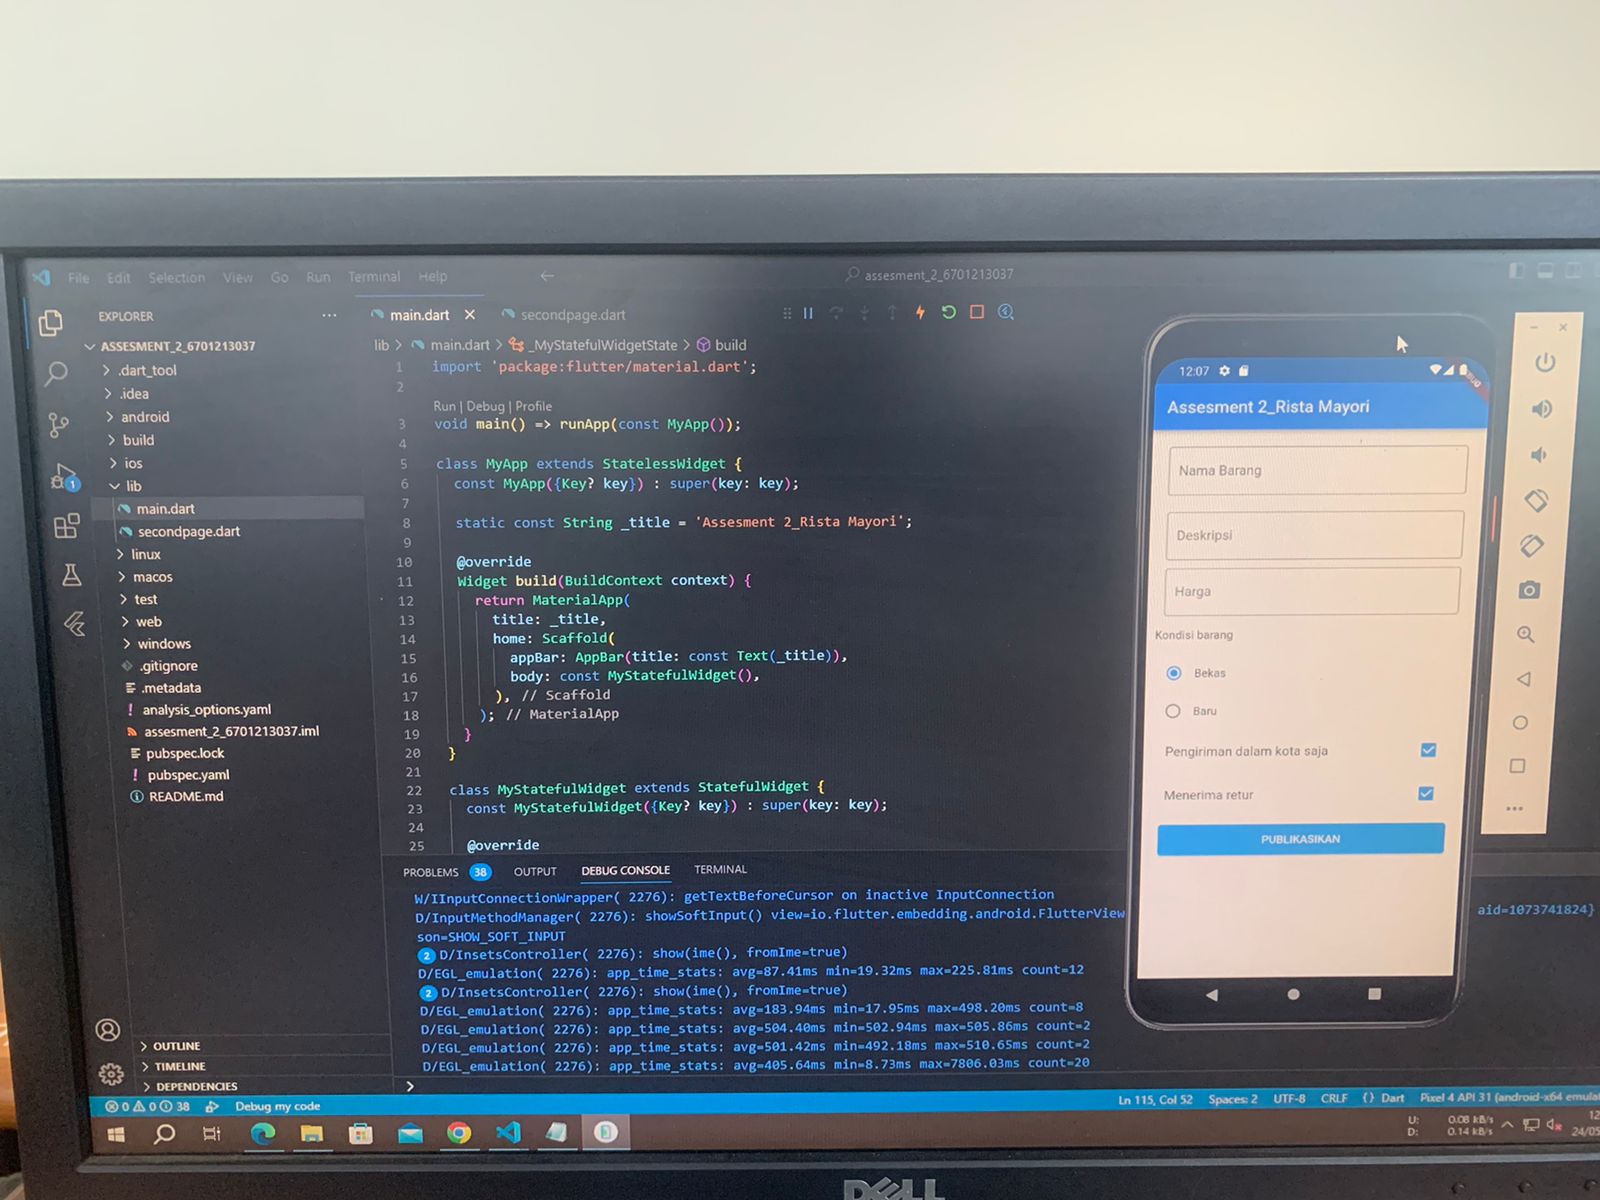 File Edit Selection View Go Run Terminal Help
assesment_2_6701213037
EXPLORER
ASSESMENT_2_6701213037
.dart_tool
.idea
android
build
ios
lib
main.dart
secondpage.dart
linux
macos
test
web
windows
.gitignore
.metadata
analysis_options.yaml
assesment_2_6701213037.iml
pubspec.lock
pubspec.yaml
README.md
OUTLINE
TIMELINE
DEPENDENCIES
main.dart
secondpage.dart
lib > main.dart > _MyStatefulWidgetState > build
1 import 'package:flutter/material.dart';
2
Run | Debug | Profile
3 void main() => runApp(const MyApp());
4
5 class MyApp extends StatelessWidget {
6 const MyApp({Key? key}) : super(key: key);
7
8 static const String _title = 'Assesment 2_Rista Mayori';
9
10 @override
11 Widget build(BuildContext context) {
12 return MaterialApp(
13 title: _title,
14 home: Scaffold(
15 appBar: AppBar(title: const Text(_title)),
16 body: const MyStatefulWidget(),
17 ), // Scaffold
18 ); // MaterialApp
19 }
20 }
21
22 class MyStatefulWidget extends StatefulWidget {
23 const MyStatefulWidget({Key? key}) : super(key: key);
24
25 @override
PROBLEMS 38 OUTPUT DEBUG CONSOLE TERMINAL
W/IInputConnectionWrapper( 2276): getTextBeforeCursor on inactive InputConnection
D/InputMethodManager( 2276): showSoftInput() view=io.flutter.embedding.android.FlutterView
aid=1073741824}
son=SHOW_SOFT_INPUT
2 D/InsetsController( 2276): show(ime(), fromIme=true)
D/EGL_emulation( 2276): app_time_stats: avg=87.41ms min=19.32ms max=225.81ms count=12
2 D/InsetsController( 2276): show(ime(), fromIme=true)
D/EGL_emulation( 2276): app_time_stats: avg=183.94ms min=17.95ms max=498.20ms count=8
D/EGL_emulation( 2276): app_time_stats: avg=504.40ms min=502.94ms max=505.86ms count=2
D/EGL_emulation( 2276): app_time_stats: avg=501.42ms min=492.18ms max=510.65ms count=2
D/EGL_emulation( 2276): app_time_stats: avg=405.64ms min=8.73ms max=7806.03ms count=20
12:07
Assesment 2_Rista Mayori
Nama Barang
Deskripsi
Harga
Kondisi barang
Bekas
Baru
Pengiriman dalam kota saja
Menerima retur
PUBLIKASIKAN
0 0 38 Debug my code
Ln 115, Col 52 Spaces: 2 UTF-8 CRLF {} Dart Pixel 4 API 31 (android-x64 emulat
U: 0.08 kB/s
D: 0.14 kB/s
12
24/05
1
DELL